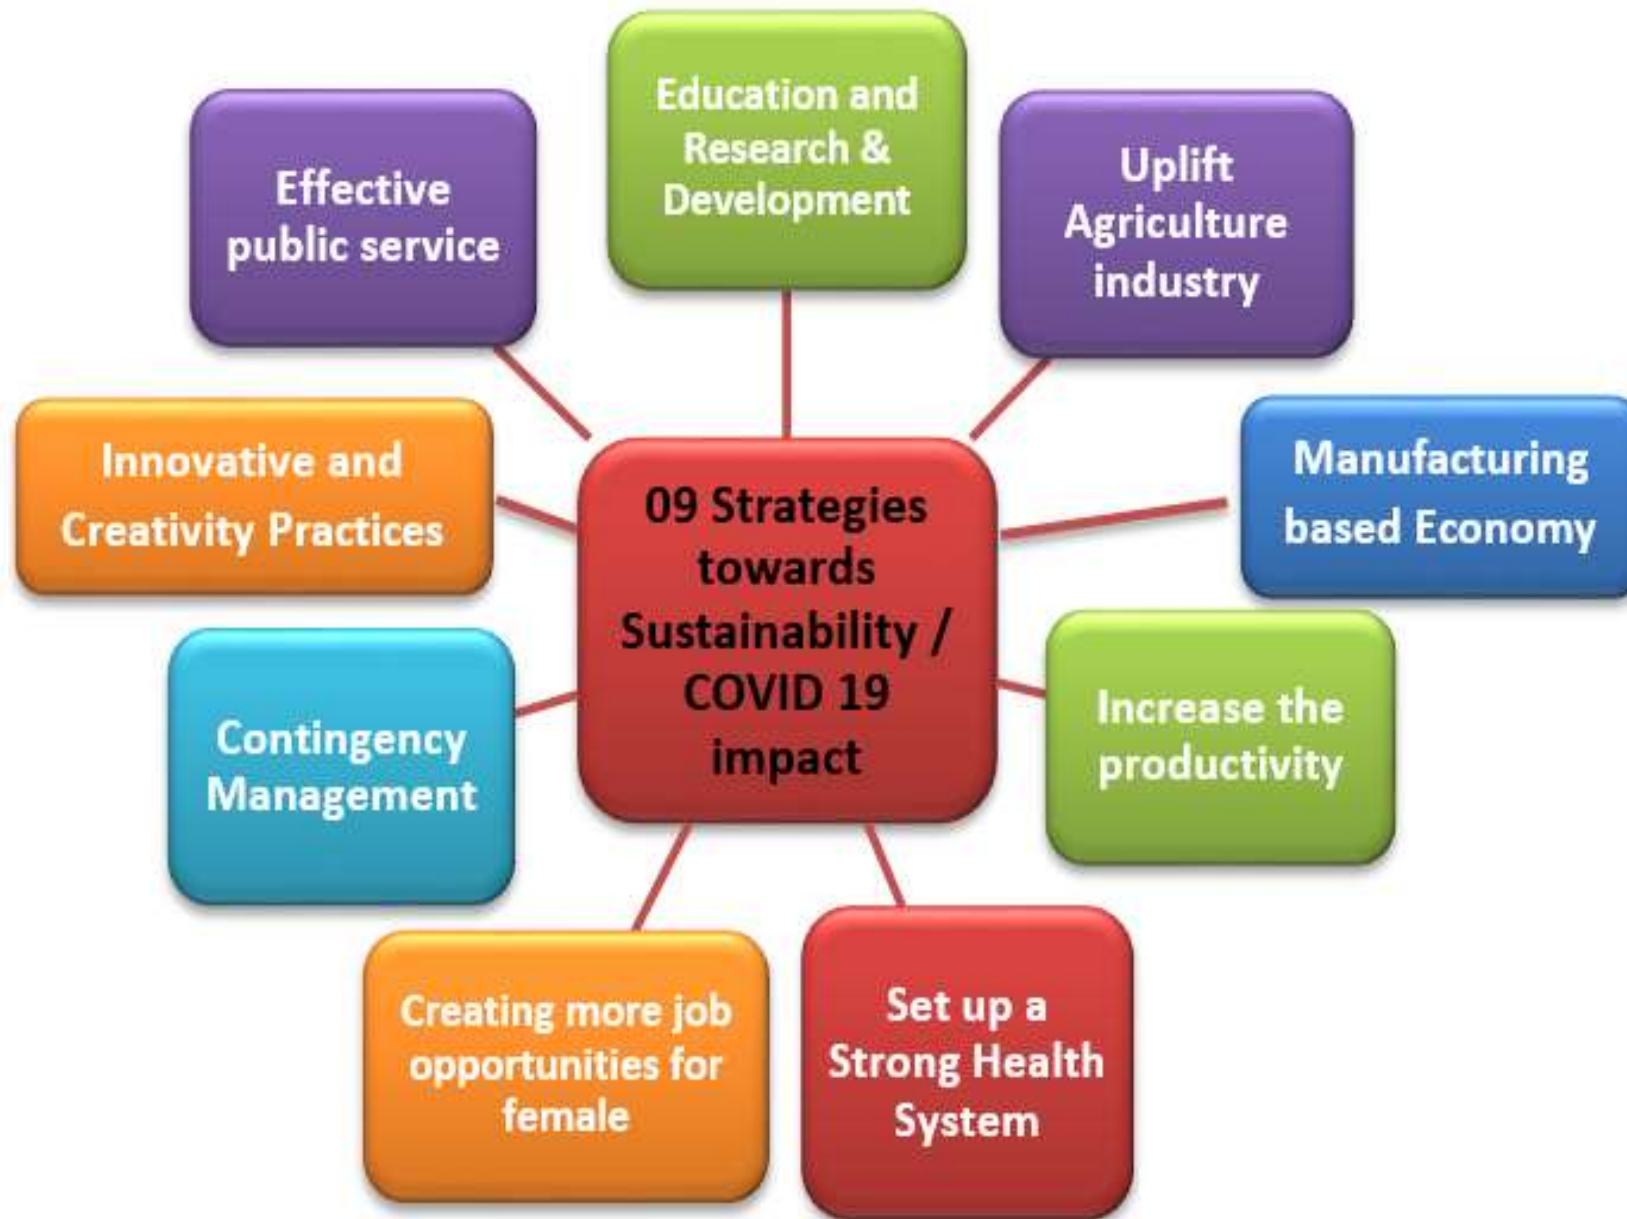 Education and
Research &
Development
Effective
public service
Uplift
Agriculture
industry
Innovative and
Creativity Practices
09 Strategies
towards
Sustainability /
COVID 19
impact
Manufacturing
based Economy
Contingency
Management
Increase the
productivity
Creating more job
opportunities for
female
Set up a
Strong Health
System